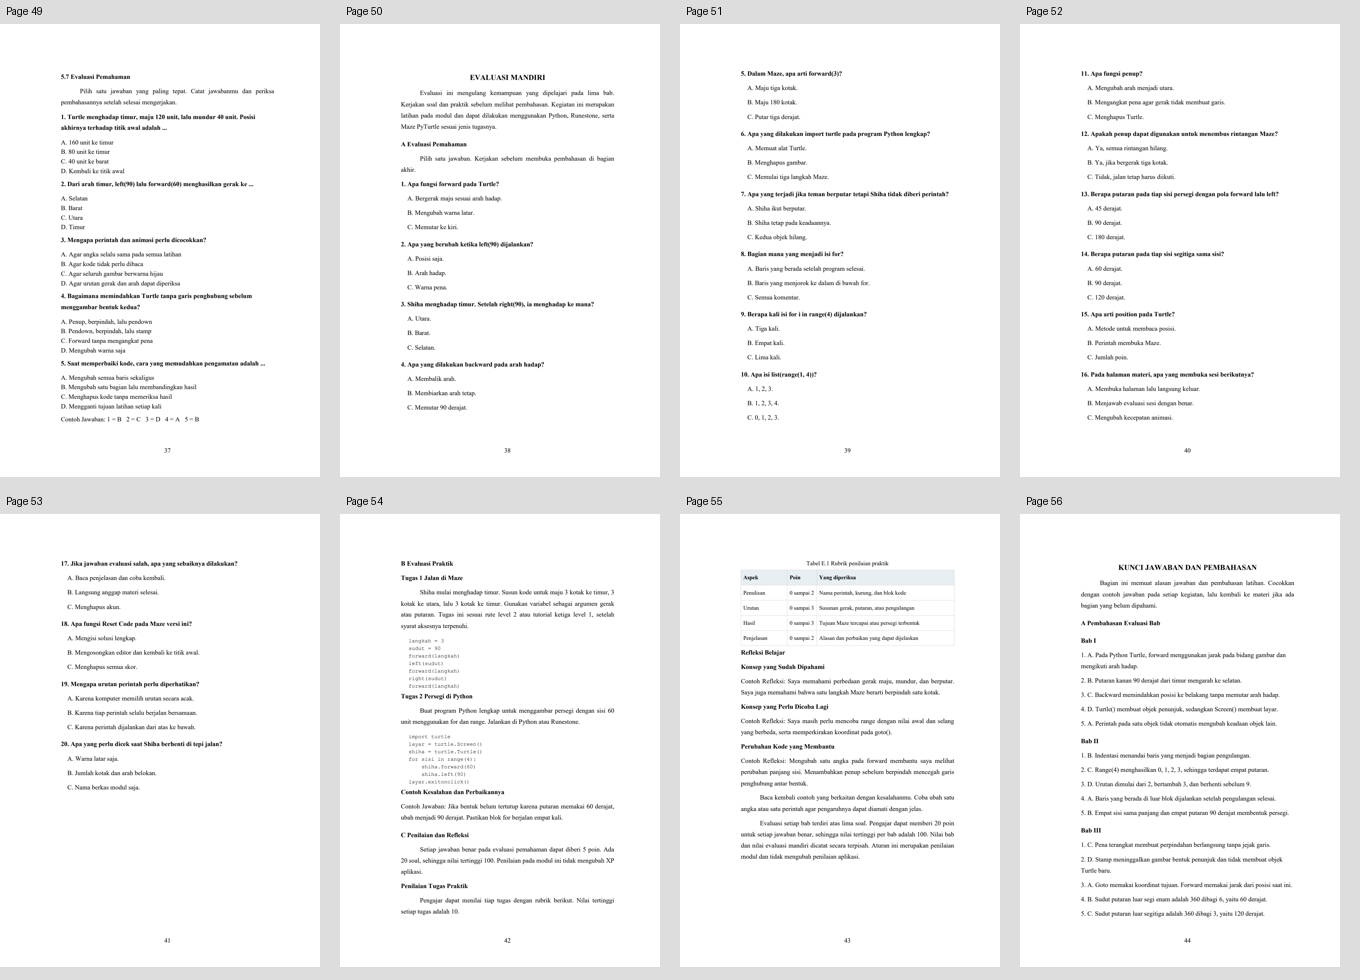 Page 49
5.7 Evaluasi Pemahaman
Pilih satu jawaban yang paling tepat. Catat jawabanmu dan periksa
pembahasannya setelah selesai mengerjakan.
1. Turtle menghadap timur, maju 120 unit, lalu mundur 40 unit. Posisi
akhirnya terhadap titik awal adalah ...
A. 160 unit ke timur
B. 80 unit ke timur
C. 40 unit ke barat
D. Kembali ke titik awal
2. Dari arah timur, left(90) lalu forward(60) menghasilkan gerak ke ...
A. Selatan
B. Barat
C. Utara
D. Timur
3. Mengapa perintah dan animasi perlu dicocokkan?
A. Agar angka selalu sama pada semua latihan
B. Agar kode tidak perlu dibaca
C. Agar seluruh gambar berwarna hijau
D. Agar urutan gerak dan arah dapat diperiksa
4. Bagaimana memindahkan Turtle tanpa garis penghubung sebelum
menggambar bentuk kedua?
A. Penup, berpindah, lalu pendown
B. Pendown, berpindah, lalu stamp
C. Forward tanpa mengangkat pena
D. Mengubah warna saja
5. Saat memperbaiki kode, cara yang memudahkan pengamatan adalah ...
A. Mengubah semua baris sekaligus
B. Mengubah satu bagian lalu membandingkan hasil
C. Menghapus kode tanpa memeriksa hasil
D. Mengganti tujuan latihan setiap kali
Contoh Jawaban: 1 = B 2 = C 3 = D 4 = A 5 = B
37
Page 50
EVALUASI MANDIRI
Evaluasi ini mengulang kemampuan yang dipelajari pada lima bab.
Kerjakan soal dan praktik sebelum melihat pembahasan. Kegiatan ini merupakan
latihan pada modul dan dapat dilakukan menggunakan Python, Runestone, serta
Maze PyTurtle sesuai jenis tugasnya.
A Evaluasi Pemahaman
Pilih satu jawaban. Kerjakan sebelum membuka pembahasan di bagian
akhir.
1. Apa fungsi forward pada Turtle?
A. Bergerak maju sesuai arah hadap.
B. Mengubah warna latar.
C. Memutar ke kiri.
2. Apa yang berubah ketika left(90) dijalankan?
A. Posisi saja.
B. Arah hadap.
C. Warna pena.
3. Shiha menghadap timur. Setelah right(90), ia menghadap ke mana?
A. Utara.
B. Barat.
C. Selatan.
4. Apa yang dilakukan backward pada arah hadap?
A. Membalik arah.
B. Membiarkan arah tetap.
C. Memutar 90 derajat.
38
Page 51
5. Dalam Maze, apa arti forward(3)?
A. Maju tiga kotak.
B. Maju 180 kotak.
C. Putar tiga derajat.
6. Apa yang dilakukan import turtle pada program Python lengkap?
A. Memuat alat Turtle.
B. Menghapus gambar.
C. Memulai tiga langkah Maze.
7. Apa yang terjadi jika teman berputar tetapi Shiha tidak diberi perintah?
A. Shiha ikut berputar.
B. Shiha tetap pada keadaannya.
C. Kedua objek hilang.
8. Bagian mana yang menjadi isi for?
A. Baris yang berada setelah program selesai.
B. Baris yang menjorok ke dalam di bawah for.
C. Semua komentar.
9. Berapa kali isi for i in range(4) dijalankan?
A. Tiga kali.
B. Empat kali.
C. Lima kali.
10. Apa isi list(range(1, 4))?
A. 1, 2, 3.
B. 1, 2, 3, 4.
C. 0, 1, 2, 3.
39
Page 52
11. Apa fungsi penup?
A. Mengubah arah menjadi utara.
B. Mengangkat pena agar gerak tidak membuat garis.
C. Menghapus Turtle.
12. Apakah penup dapat digunakan untuk menembus rintangan Maze?
A. Ya, semua rintangan hilang.
B. Ya, jika bergerak tiga kotak.
C. Tidak, jalan tetap harus diikuti.
13. Berapa putaran pada tiap sisi persegi dengan pola forward lalu left?
A. 45 derajat.
B. 90 derajat.
C. 180 derajat.
14. Berapa putaran pada tiap sisi segitiga sama sisi?
A. 60 derajat.
B. 90 derajat.
C. 120 derajat.
15. Apa arti position pada Turtle?
A. Metode untuk membaca posisi.
B. Perintah membuka Maze.
C. Jumlah poin.
16. Pada halaman materi, apa yang membuka sesi berikutnya?
A. Membuka halaman lalu langsung keluar.
B. Menjawab evaluasi sesi dengan benar.
C. Mengubah kecepatan animasi.
40
Page 53
17. Jika jawaban evaluasi salah, apa yang sebaiknya dilakukan?
A. Baca penjelasan dan coba kembali.
B. Langsung anggap materi selesai.
C. Menghapus akun.
18. Apa fungsi Reset Code pada Maze versi ini?
A. Mengisi solusi lengkap.
B. Mengosongkan editor dan kembali ke titik awal.
C. Menghapus semua skor.
19. Mengapa urutan perintah perlu diperhatikan?
A. Karena komputer memilih urutan secara acak.
B. Karena tiap perintah selalu berjalan bersamaan.
C. Karena perintah dijalankan dari atas ke bawah.
20. Apa yang perlu dicek saat Shiha berhenti di tepi jalan?
A. Warna latar saja.
B. Jumlah kotak dan arah belokan.
C. Nama berkas modul saja.
41
Page 54
B Evaluasi Praktik
Tugas 1 Jalan di Maze
Shiha mulai menghadap timur. Susun kode untuk maju 3 kotak ke timur, 3
kotak ke utara, lalu 3 kotak ke timur. Gunakan variabel sebagai argumen gerak
atau putaran. Tugas ini sesuai rute level 2 atau tutorial ketiga level 1, setelah
syarat aksesnya terpenuhi.
langkah = 3
sudut = 90
forward(langkah)
left(sudut)
forward(langkah)
right(sudut)
forward(langkah)
Tugas 2 Persegi di Python
Buat program Python lengkap untuk menggambar persegi dengan sisi 60
unit menggunakan for dan range. Jalankan di Python atau Runestone.
import turtle
layar = turtle.Screen()
shiha = turtle.Turtle()
for sisi in range(4):
shiha.forward(60)
shiha.left(90)
layar.exitonclick()
Contoh Kesalahan dan Perbaikannya
Contoh Jawaban: Jika bentuk belum tertutup karena putaran memakai 60 derajat,
ubah menjadi 90 derajat. Pastikan blok for berjalan empat kali.
C Penilaian dan Refleksi
Setiap jawaban benar pada evaluasi pemahaman dapat diberi 5 poin. Ada
20 soal, sehingga nilai tertinggi 100. Penilaian pada modul ini tidak mengubah XP
aplikasi.
Penilaian Tugas Praktik
Pengajar dapat menilai tiap tugas dengan rubrik berikut. Nilai tertinggi
setiap tugas adalah 10.
42
Page 55
Tabel E.1 Rubrik penilaian praktik
Aspek Poin Yang diperiksa
Penulisan 0 sampai 2 Nama perintah, kurung, dan blok kode
Urutan 0 sampai 3 Susunan gerak, putaran, atau pengulangan
Hasil 0 sampai 3 Tujuan Maze tercapai atau persegi terbentuk
Penjelasan 0 sampai 2 Alasan dan perbaikan yang dapat dijelaskan
Refleksi Belajar
Konsep yang Sudah Dipahami
Contoh Refleksi: Saya memahami perbedaan gerak maju, mundur, dan berputar.
Saya juga memahami bahwa satu langkah Maze berarti berpindah satu kotak.
Konsep yang Perlu Dicoba Lagi
Contoh Refleksi: Saya masih perlu mencoba range dengan nilai awal dan selang
yang berbeda, serta memperkirakan koordinat pada goto().
Perubahan Kode yang Membantu
Contoh Refleksi: Mengubah satu angka pada forward membantu saya melihat
perubahan panjang sisi. Menambahkan penup sebelum berpindah mencegah garis
penghubung antar bentuk.
Baca kembali contoh yang berkaitan dengan kesalahanmu. Coba ubah satu
angka atau satu perintah agar pengaruhnya dapat diamati dengan jelas.
Evaluasi setiap bab terdiri atas lima soal. Pengajar dapat memberi 20 poin
untuk setiap jawaban benar, sehingga nilai tertinggi per bab adalah 100. Nilai bab
dan nilai evaluasi mandiri dicatat secara terpisah. Aturan ini merupakan penilaian
modul dan tidak mengubah penilaian aplikasi.
43
Page 56
KUNCI JAWABAN DAN PEMBAHASAN
Bagian ini memuat alasan jawaban dan pembahasan latihan. Cocokkan
dengan contoh jawaban pada setiap kegiatan, lalu kembali ke materi jika ada
bagian yang belum dipahami.
A Pembahasan Evaluasi Bab
Bab I
1. A. Pada Python Turtle, forward menggunakan jarak pada bidang gambar dan
mengikuti arah hadap.
2. B. Putaran kanan 90 derajat dari timur mengarah ke selatan.
3. C. Backward memindahkan posisi ke belakang tanpa memutar arah hadap.
4. D. Turtle() membuat objek penunjuk, sedangkan Screen() membuat layar.
5. A. Perintah pada satu objek tidak otomatis mengubah keadaan objek lain.
Bab II
1. B. Indentasi menandai baris yang menjadi bagian pengulangan.
2. C. Range(4) menghasilkan 0, 1, 2, 3, sehingga terdapat empat putaran.
3. D. Urutan dimulai dari 2, bertambah 3, dan berhenti sebelum 9.
4. A. Baris yang berada di luar blok dijalankan setelah pengulangan selesai.
5. B. Empat sisi sama panjang dan empat putaran 90 derajat membentuk persegi.
Bab III
1. C. Pena terangkat membuat perpindahan berlangsung tanpa jejak garis.
2. D. Stamp meninggalkan gambar bentuk penunjuk dan tidak membuat objek
Turtle baru.
3. A. Goto memakai koordinat tujuan. Forward memakai jarak dari posisi saat ini.
4. B. Sudut putaran luar segi enam adalah 360 dibagi 6, yaitu 60 derajat.
5. C. Sudut putaran luar segitiga adalah 360 dibagi 3, yaitu 120 derajat.
44